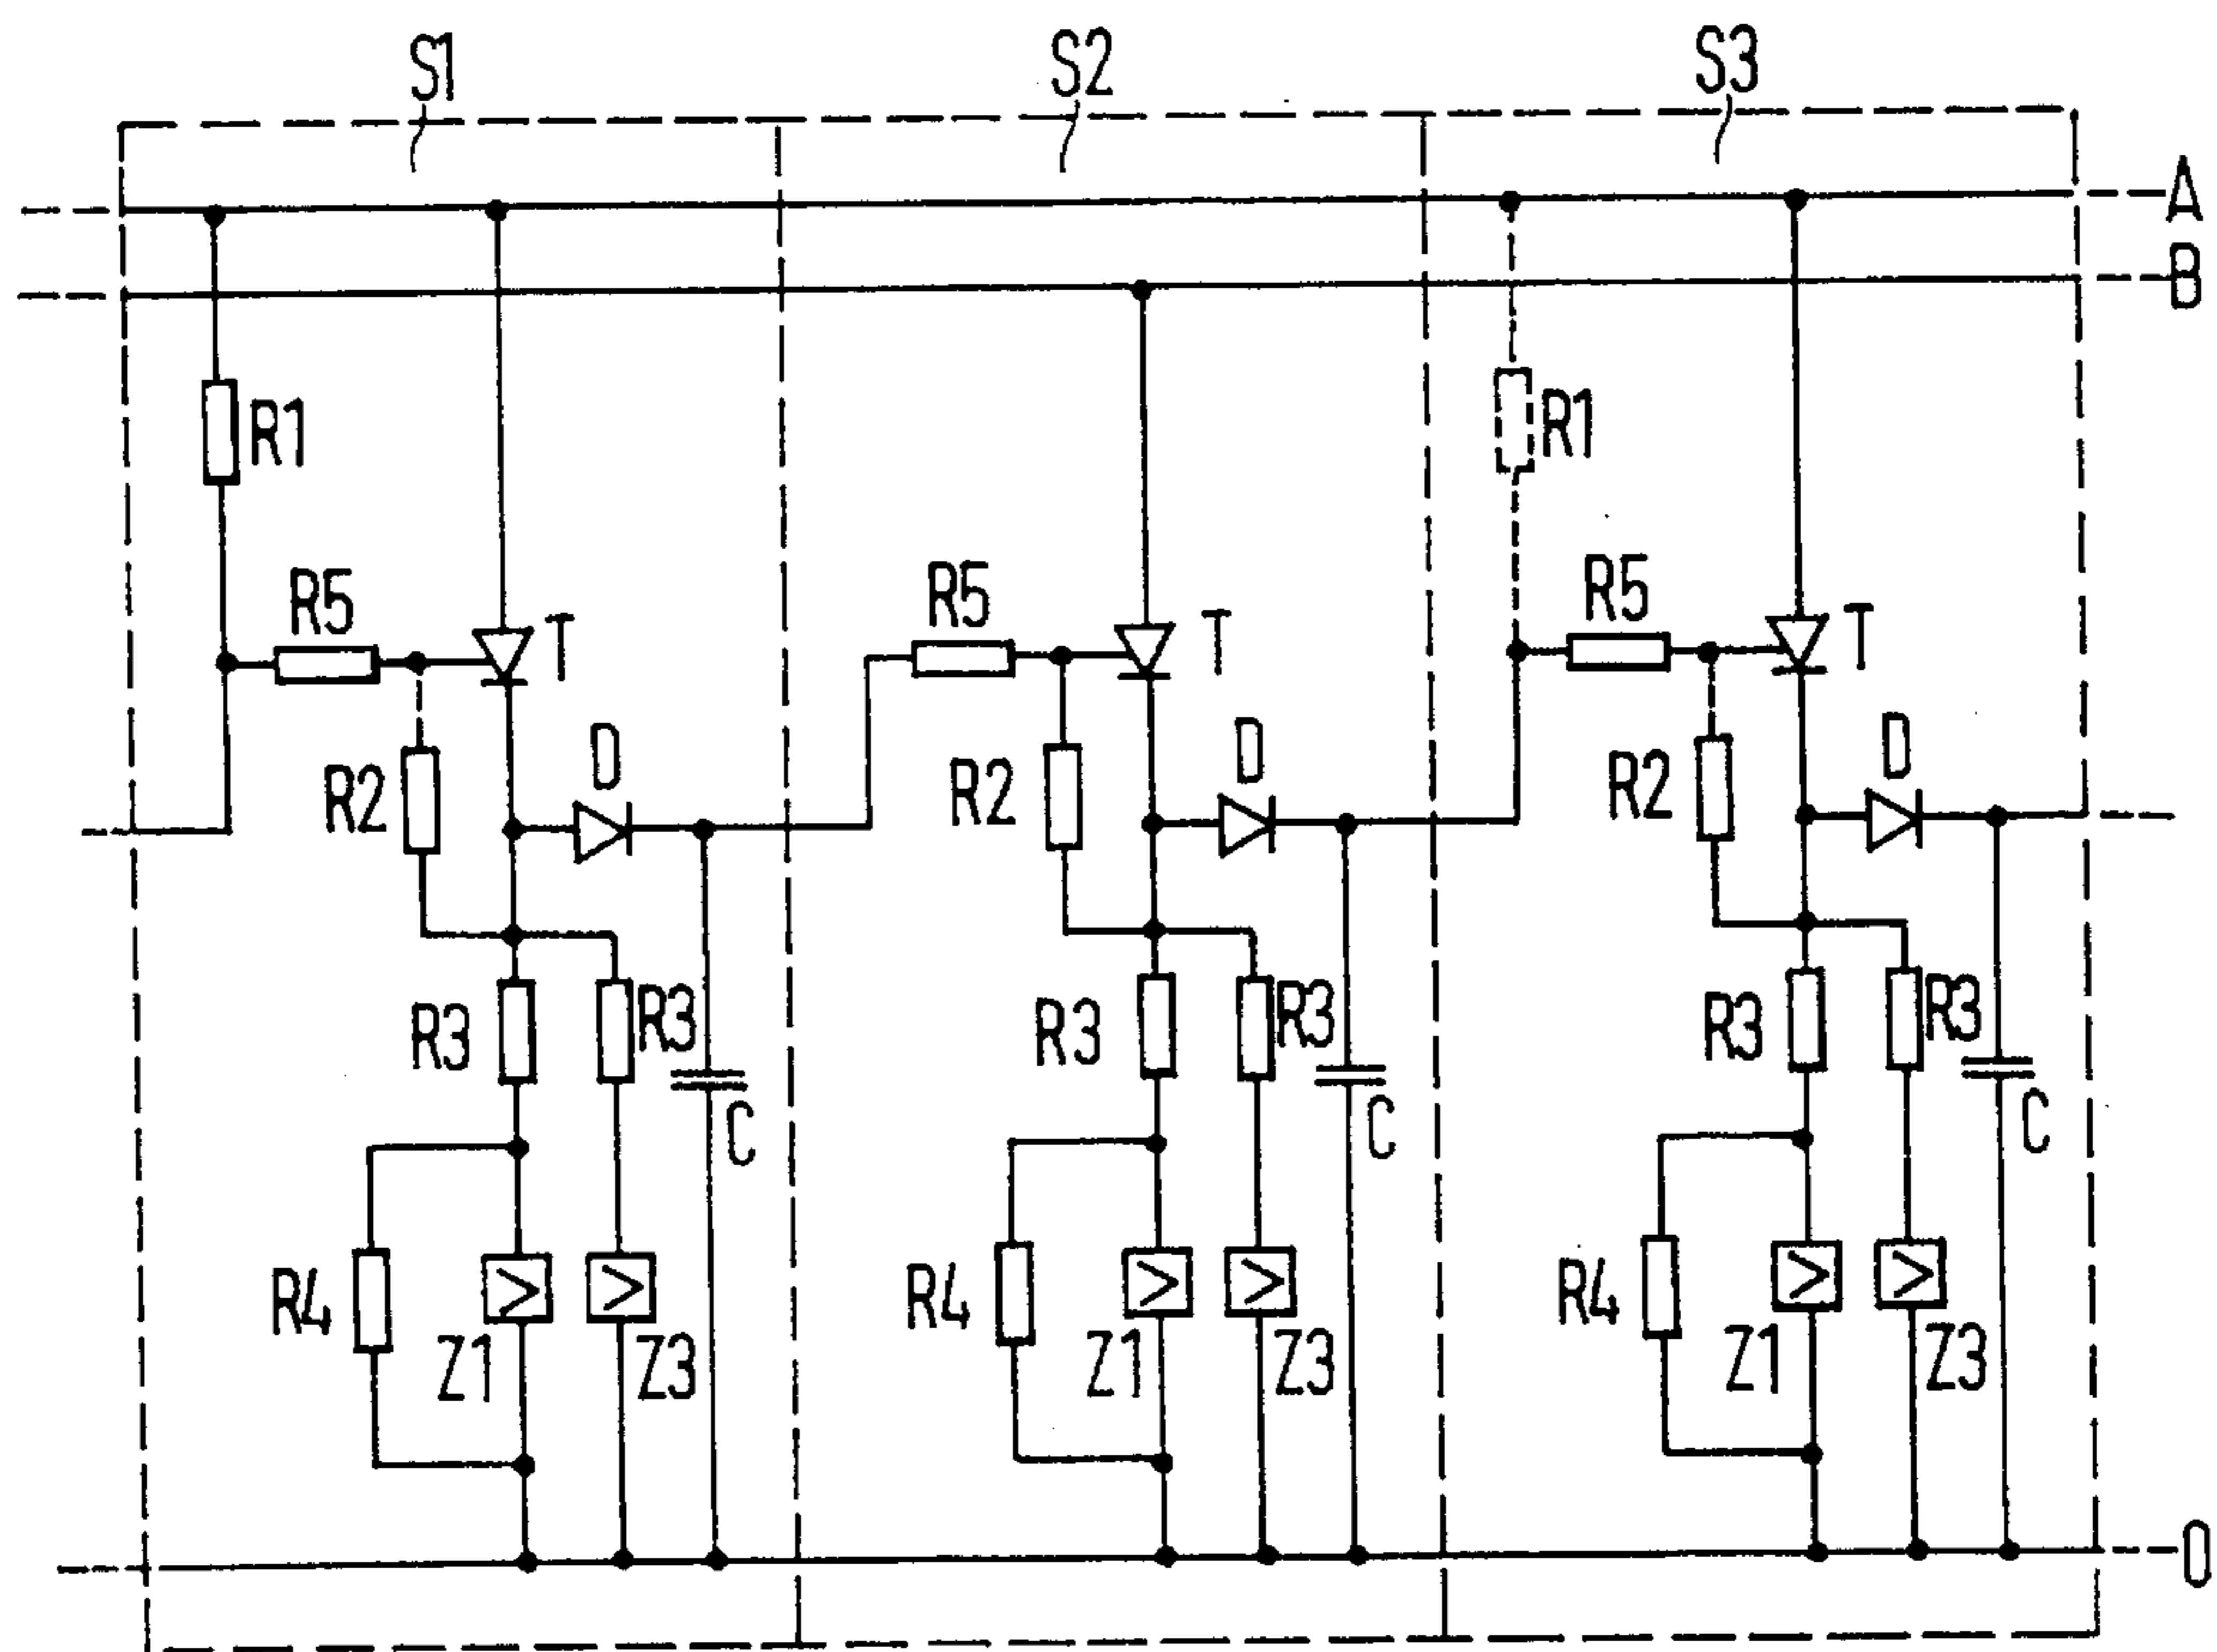 S1 S2 S3
A
B
R1 R1
R5 T R5 T R5 T
R2 D R2 D R2 D
R3 R3 R3 R3 R3 R3
C C C
R4 R4 R4
Z1 Z3 Z1 Z3 Z1 Z3
0